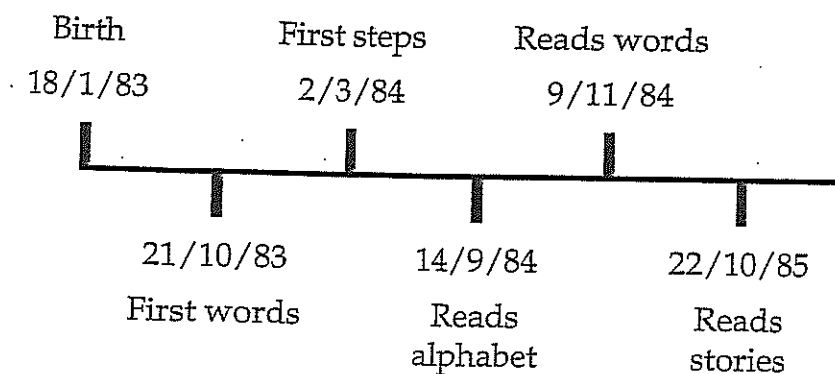 Birth
18/1/83
First steps
2/3/84
Reads words
9/11/84
21/10/83
First words
14/9/84
Reads
alphabet
22/10/85
Reads
stories